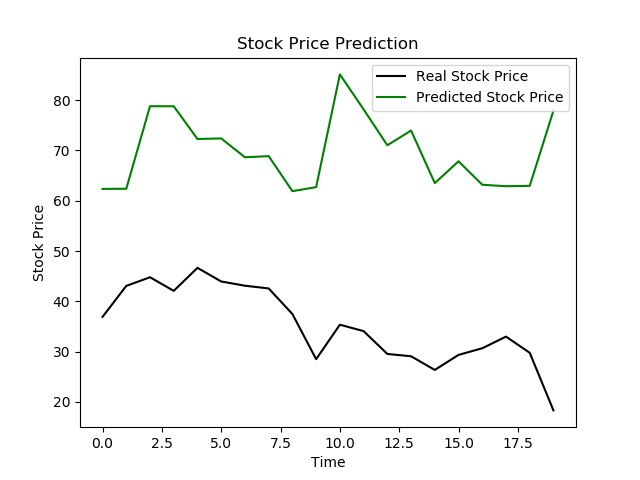 Stock Price Prediction
Real Stock Price
Predicted Stock Price
80
70
60
50
40
30
20
Stock Price
0.0 2.5 5.0 7.5 10.0 12.5 15.0 17.5
Time